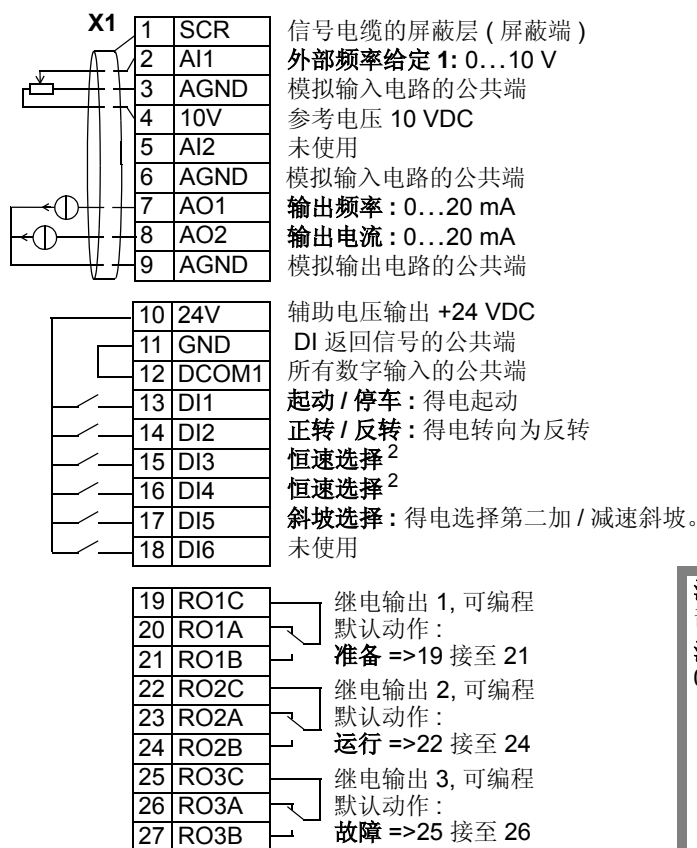 X1
1 SCR 信号电缆的屏蔽层 ( 屏蔽端 )
2 AI1 外部频率给定 1: 0…10 V
3 AGND 模拟输入电路的公共端
4 10V 参考电压 10 VDC
5 AI2 未使用
6 AGND 模拟输入电路的公共端
7 AO1 输出频率 : 0…20 mA
8 AO2 输出电流 : 0…20 mA
9 AGND 模拟输出电路的公共端
10 24V 辅助电压输出 +24 VDC
11 GND DI 返回信号的公共端
12 DCOM1 所有数字输入的公共端
13 DI1 起动 / 停车 : 得电起动
14 DI2 正转 / 反转 : 得电转向为反转
15 DI3 恒速选择 2
16 DI4 恒速选择 2
17 DI5 斜坡选择 : 得电选择第二加 / 减速斜坡。
18 DI6 未使用
19 RO1C 继电输出 1, 可编程
20 RO1A 默认动作 :
21 RO1B 准备 =>19 接至 21
22 RO2C 继电输出 2, 可编程
23 RO2A 默认动作 :
24 RO2B 运行 =>22 接至 24
25 RO3C 继电输出 3, 可编程
26 RO3A 默认动作 :
27 RO3B 故障 =>25 接至 26